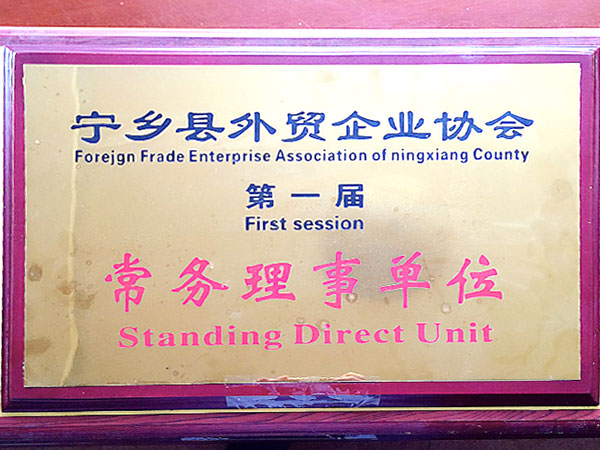 宁乡县外贸企业协会
Forejgn Frade Enterprise Association of ningxiang County
第一届
First session
常务理事单位
Standing Direct Unit